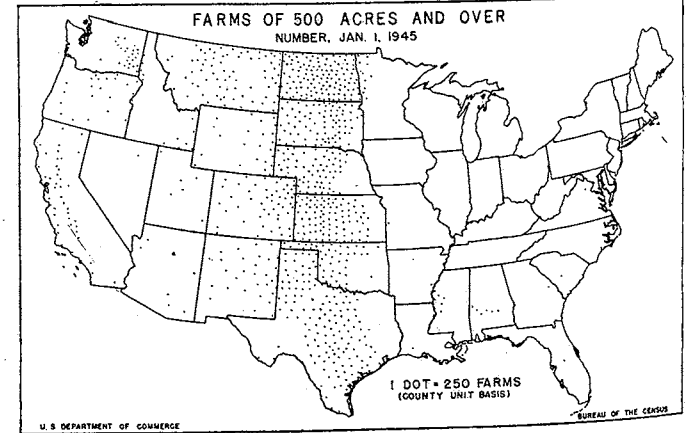 FARMS OF 500 ACRES AND OVER
NUMBER, JAN. 1, 1945
1 DOT = 250 FARMS
(COUNTY UNIT BASIS)
U. S DEPARTMENT OF COMMERCE
BUREAU OF THE CENSUS